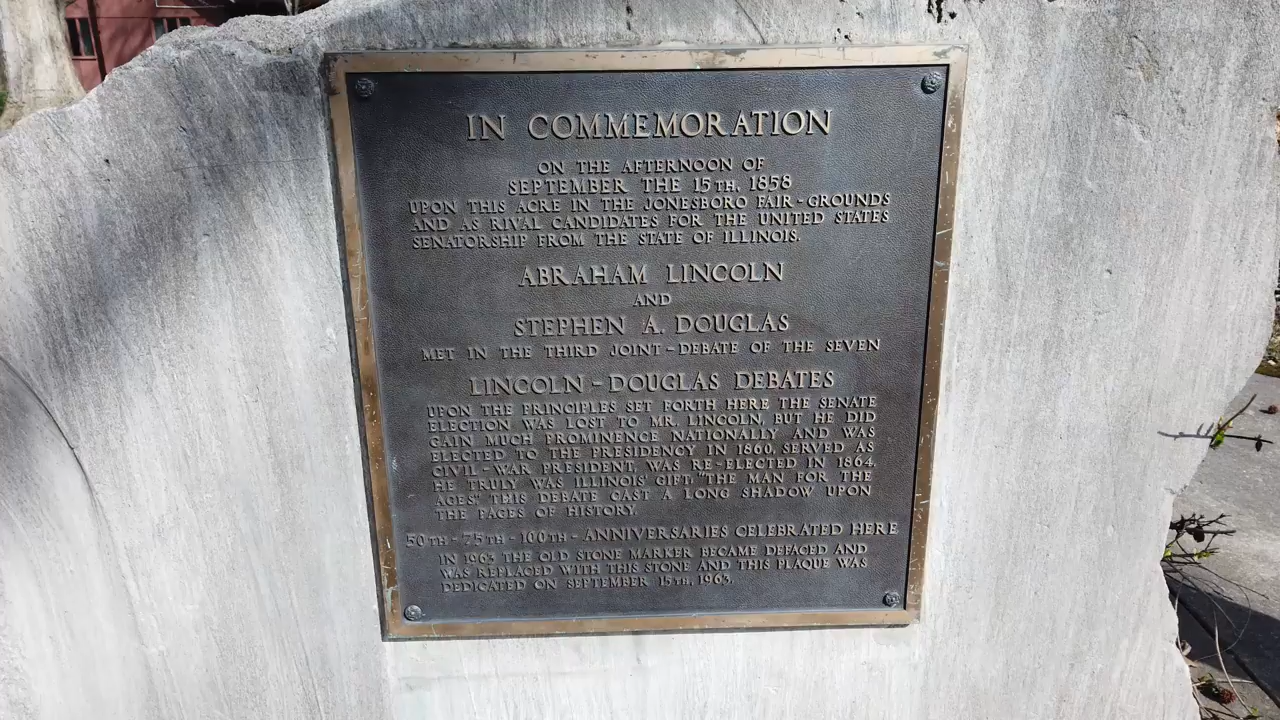 IN COMMEMORATION
ON THE AFTERNOON OF
SEPTEMBER THE 15TH, 1858
UPON THIS ACRE IN THE JONESBORO FAIR-GROUNDS
AND AS RIVAL CANDIDATES FOR THE UNITED STATES
SENATORSHIP FROM THE STATE OF ILLINOIS.
ABRAHAM LINCOLN
AND
STEPHEN A. DOUGLAS
MET IN THE THIRD JOINT-DEBATE OF THE SEVEN
LINCOLN-DOUGLAS DEBATES
UPON THE PRINCIPLES SET FORTH HERE THE SENATE
ELECTION WAS LOST TO MR. LINCOLN, BUT HE DID
GAIN MUCH PROMINENCE NATIONALLY AND WAS
ELECTED TO THE PRESIDENCY IN 1860, SERVED AS
CIVIL-WAR PRESIDENT, WAS RE-ELECTED IN 1864.
HE TRULY WAS ILLINOIS' GIFT, "THE MAN FOR THE
AGES." THIS DEBATE CAST A LONG SHADOW UPON
THE PAGES OF HISTORY.
50TH-75TH-100TH-ANNIVERSARIES CELEBRATED HERE
IN 1963 THE OLD STONE MARKER BECAME DEFACED AND
WAS REPLACED WITH THIS STONE AND THIS PLAQUE WAS
DEDICATED ON SEPTEMBER 15TH, 1963.